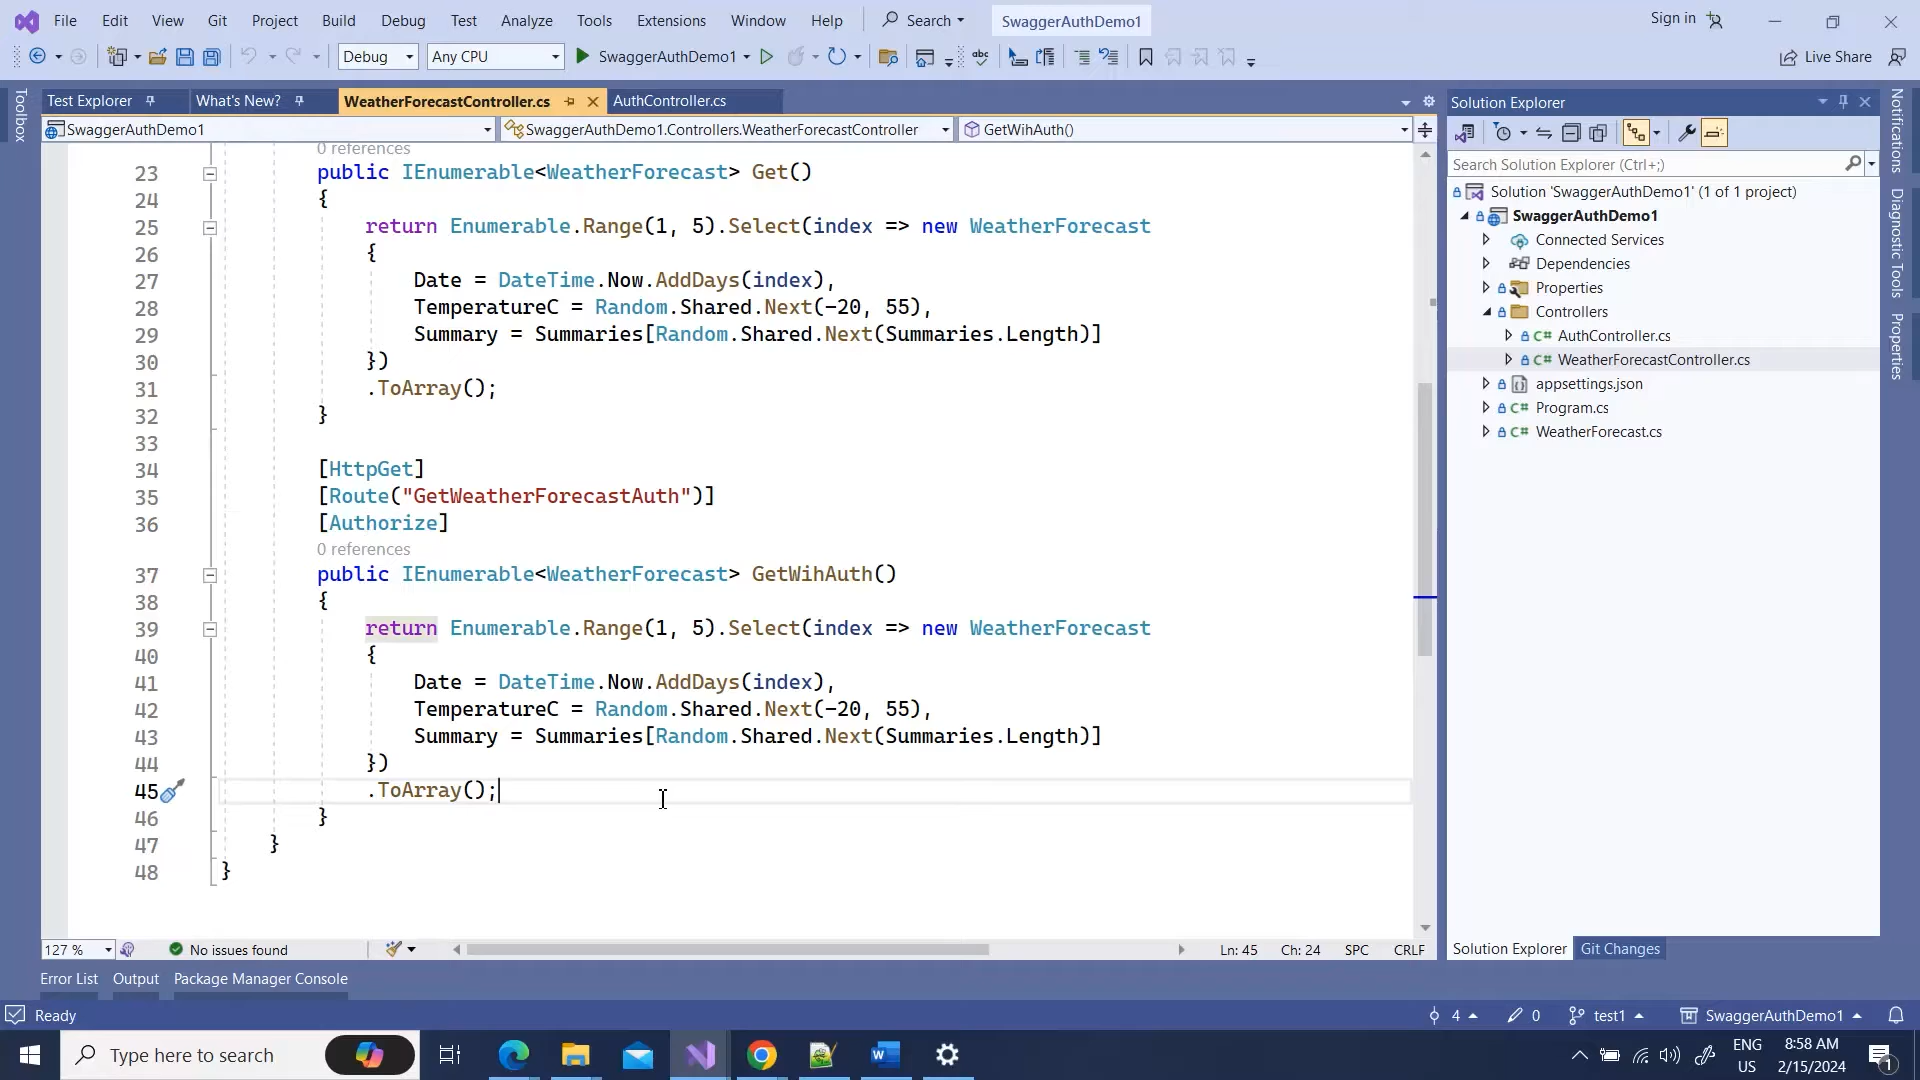 File Edit View Git Project Build Debug Test Analyze Tools Extensions Window Help Search SwaggerAuthDemo1 Sign in
Debug Any CPU SwaggerAuthDemo1 abc Live Share
Toolbox
Test Explorer What's New? WeatherForecastController.cs AuthController.cs
SwaggerAuthDemo1 SwaggerAuthDemo1.Controllers.WeatherForecastController GetWihAuth()
0 references
23 public IEnumerable<WeatherForecast> Get()
24 {
25 return Enumerable.Range(1, 5).Select(index => new WeatherForecast
26 {
27 Date = DateTime.Now.AddDays(index),
28 TemperatureC = Random.Shared.Next(-20, 55),
29 Summary = Summaries[Random.Shared.Next(Summaries.Length)]
30 })
31 .ToArray();
32 }
33
34 [HttpGet]
35 [Route("GetWeatherForecastAuth")]
36 [Authorize]
0 references
37 public IEnumerable<WeatherForecast> GetWihAuth()
38 {
39 return Enumerable.Range(1, 5).Select(index => new WeatherForecast
40 {
41 Date = DateTime.Now.AddDays(index),
42 TemperatureC = Random.Shared.Next(-20, 55),
43 Summary = Summaries[Random.Shared.Next(Summaries.Length)]
44 })
45 .ToArray();
46 }
47 }
48 }
127 % No issues found Ln: 45 Ch: 24 SPC CRLF
Solution Explorer
Search Solution Explorer (Ctrl+;)
Solution 'SwaggerAuthDemo1' (1 of 1 project)
SwaggerAuthDemo1
Connected Services
Dependencies
Properties
Controllers
C# AuthController.cs
C# WeatherForecastController.cs
appsettings.json
C# Program.cs
C# WeatherForecast.cs
Solution Explorer Git Changes
Notifications
Diagnostic Tools
Properties
Error List Output Package Manager Console
Ready 4 0 test1 SwaggerAuthDemo1
Type here to search
ENG
US
8:58 AM
2/15/2024
1